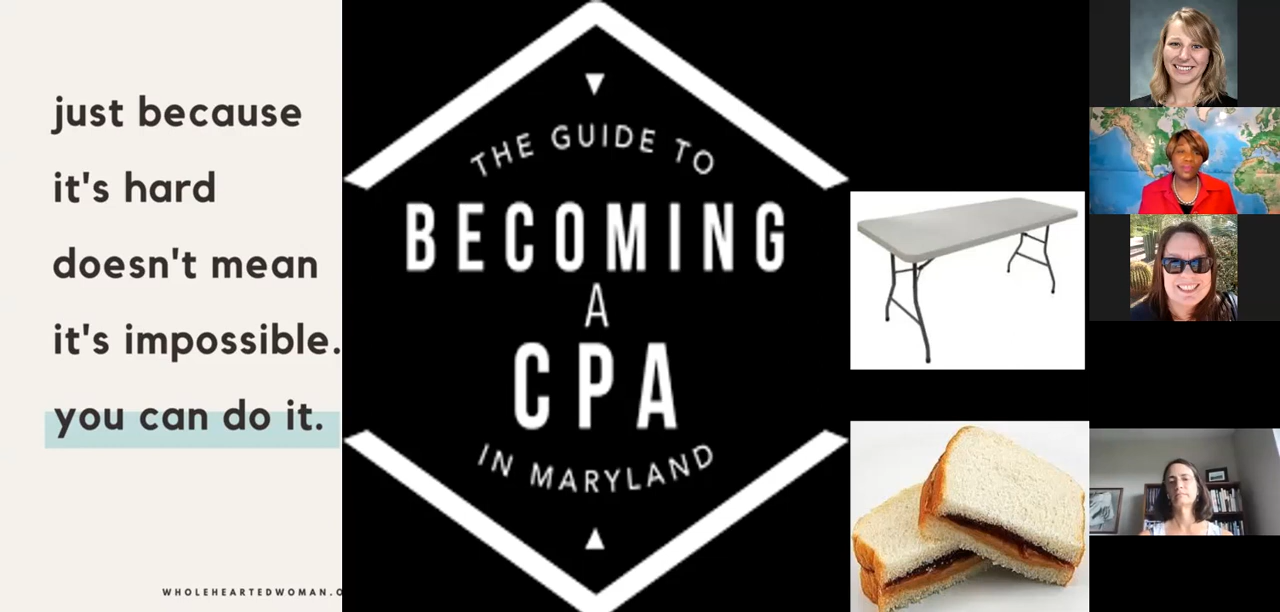 just because
it's hard
doesn't mean
it's impossible.
you can do it.
WHOLEHEARTEDWOMAN.O
THE GUIDE TO
BECOMING
A
CPA
IN MARYLAND